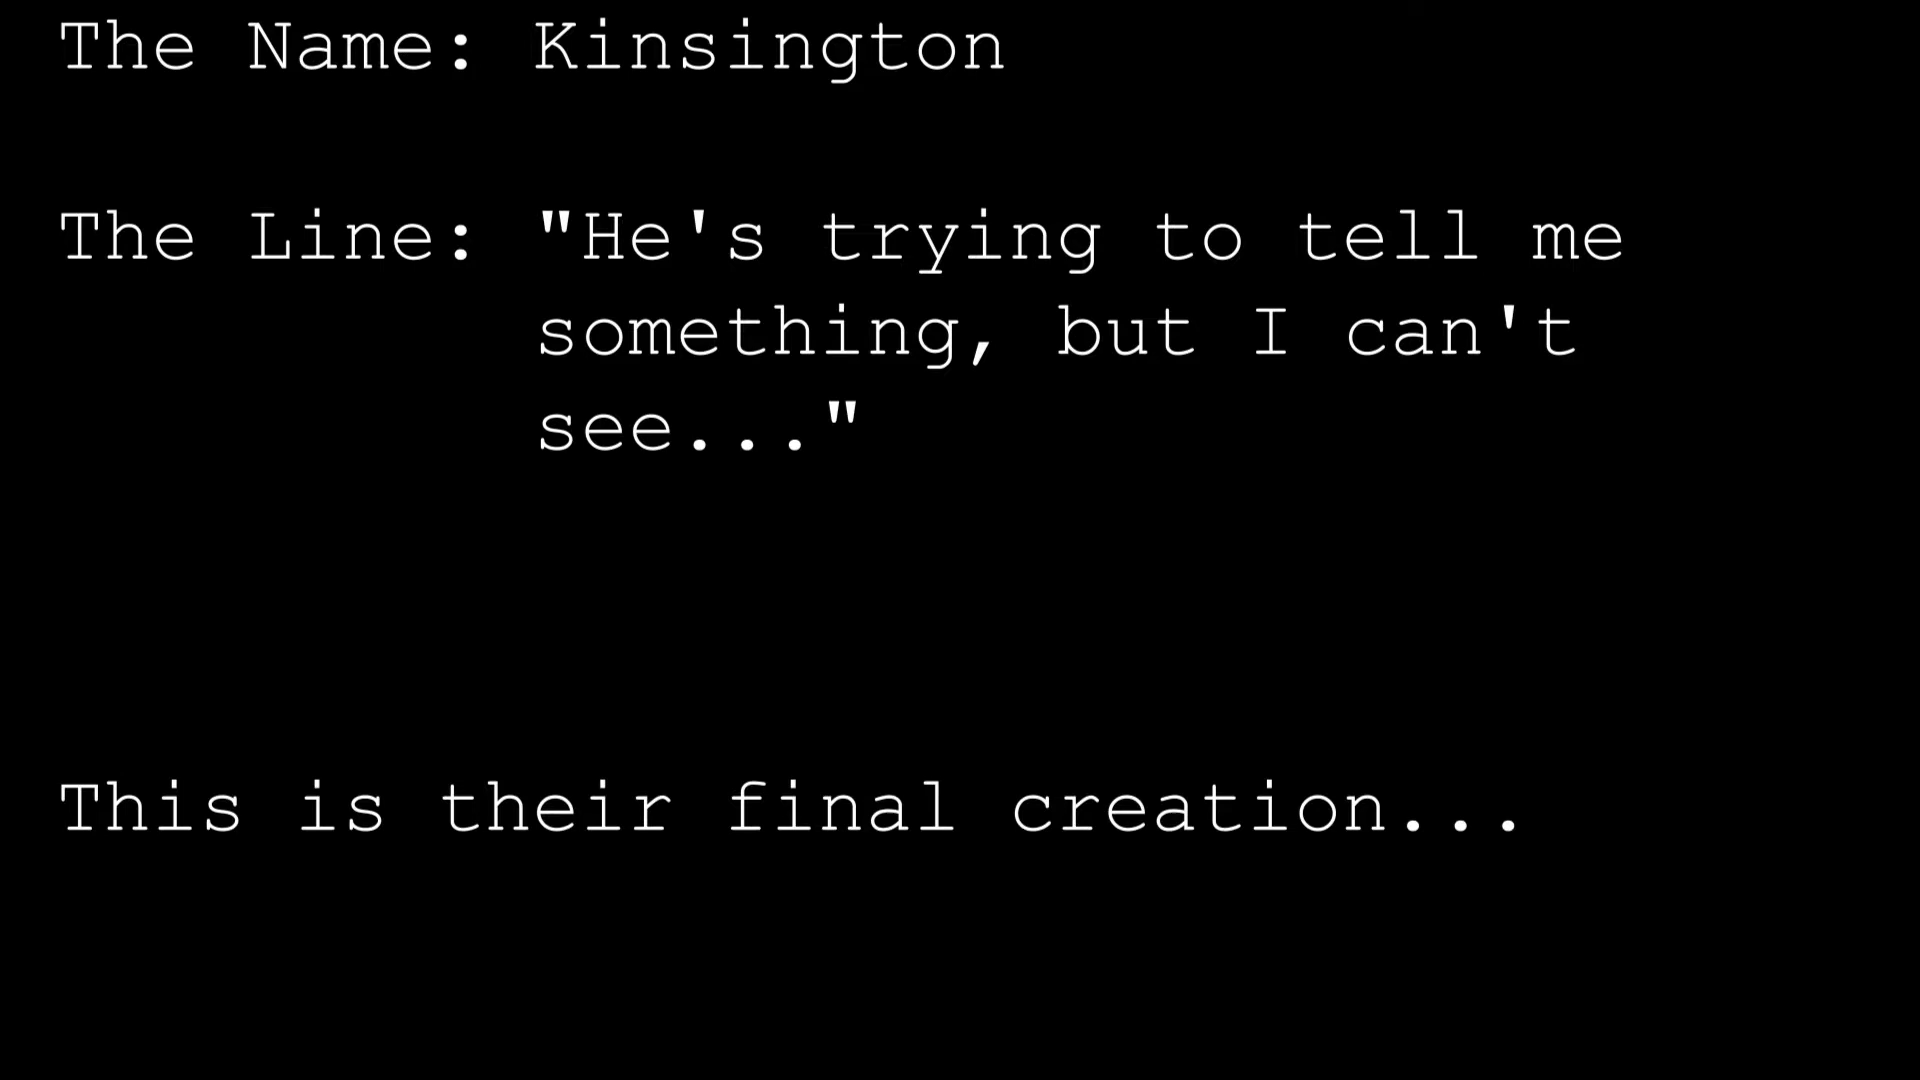 The Name: Kinsington
The Line: "He's trying to tell me
something, but I can't
see..."
This is their final creation...